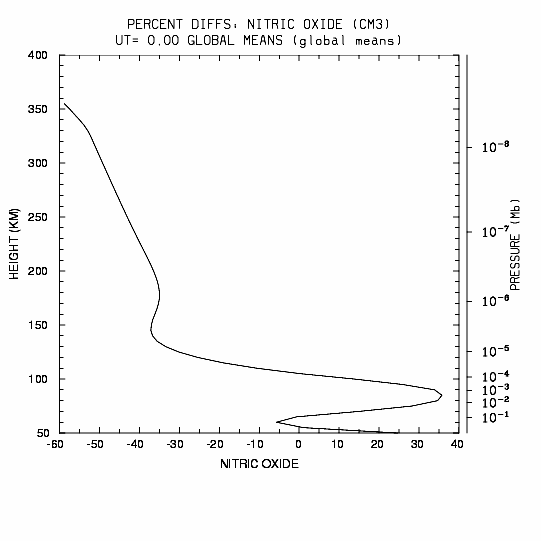 PERCENT DIFFS: NITRIC OXIDE (CM3)
UT= 0.00 GLOBAL MEANS (global means)
400
350
300
250
200
150
100
50
HEIGHT (KM)
-60 -50 -40 -30 -20 -10 0 10 20 30 40
NITRIC OXIDE
10⁻⁸
10⁻⁷
10⁻⁶
10⁻⁵
10⁻⁴
10⁻³
10⁻²
10⁻¹
PRESSURE (Mb)